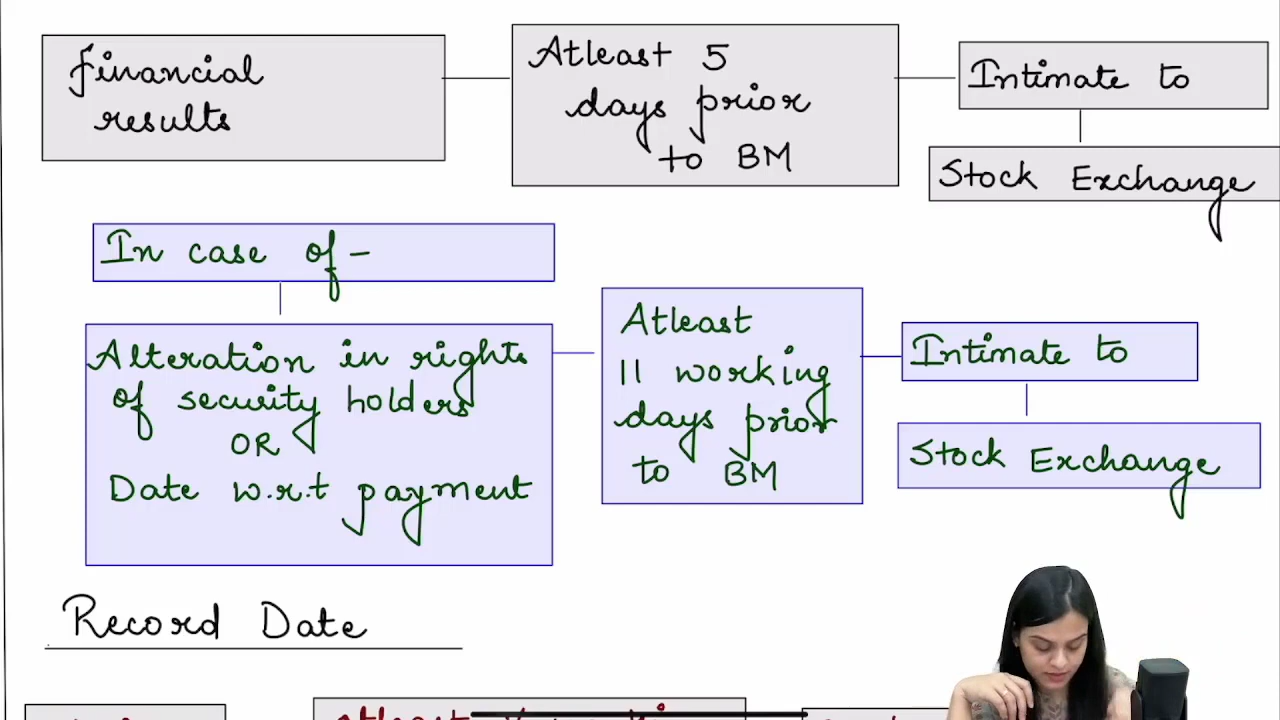 Financial
results
Atleast 5
days prior
to BM
Intimate to
Stock Exchange
In case of -
Alteration in rights
of security holders
OR
Date w.r.t payment
Atleast
11 working
days prior
to BM
Intimate to
Stock Exchange
Record Date
Atleast